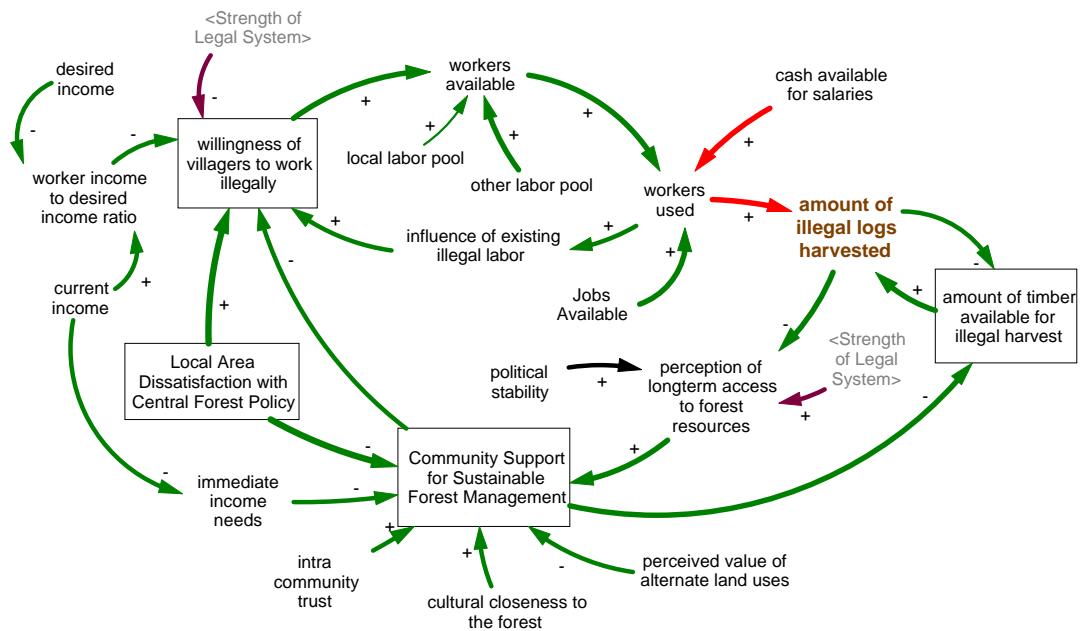 <Strength of
Legal System>
desired
income
-
-
-
willingness of
villagers to work
illegally
+
workers
available
+
+
+
local labor pool
other labor pool
cash available
for salaries
+
worker income
to desired
income ratio
workers
used
+
amount of
illegal logs
harvested
+
influence of existing
illegal labor
+
-
+
-
amount of timber
available for
illegal harvest
current
income
+
+
Jobs
Available
+
-
<Strength
of Legal
System>
Local Area
Dissatisfaction with
Central Forest Policy
political
stability
+
perception of
longterm access
to forest
resources
+
-
-
+
Community Support
for Sustainable
Forest Management
-
immediate
income
needs
-
+
intra
community
trust
+
cultural closeness to
the forest
-
perceived value of
alternate land uses